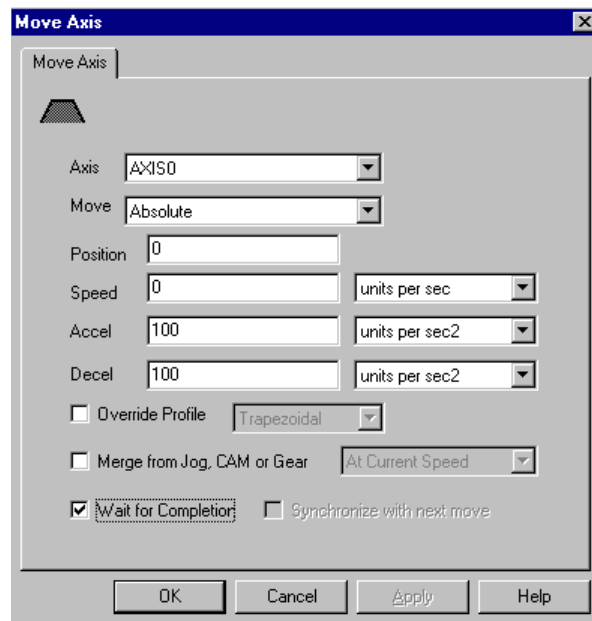 Move Axis
Move Axis
Axis AXIS0
Move Absolute
Position 0
Speed 0 units per sec
Accel 100 units per sec2
Decel 100 units per sec2
Override Profile Trapezoidal
Merge from Jog, CAM or Gear At Current Speed
Wait for Completion Synchronize with next move
OK Cancel Apply Help